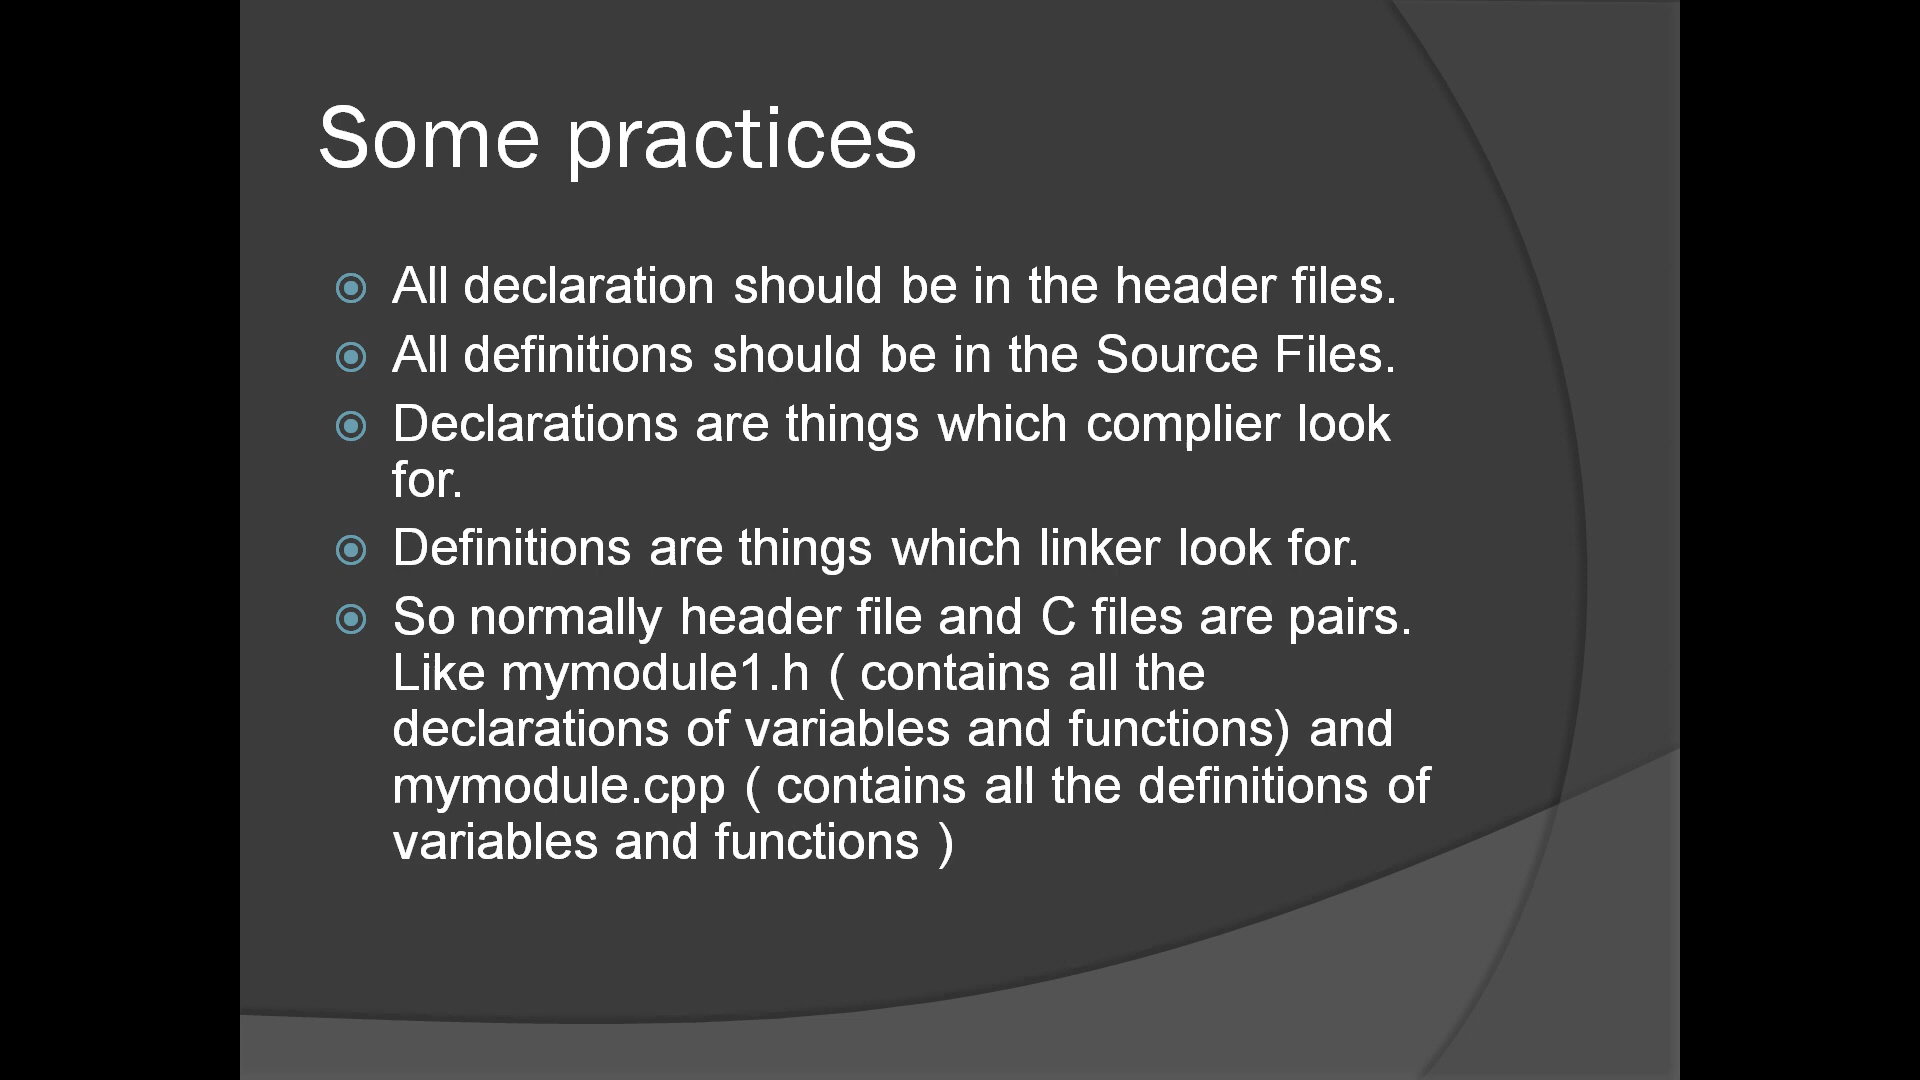 Some practices
All declaration should be in the header files.
All definitions should be in the Source Files.
Declarations are things which complier look
for.
Definitions are things which linker look for.
So normally header file and C files are pairs.
Like mymodule1.h ( contains all the
declarations of variables and functions) and
mymodule.cpp ( contains all the definitions of
variables and functions )